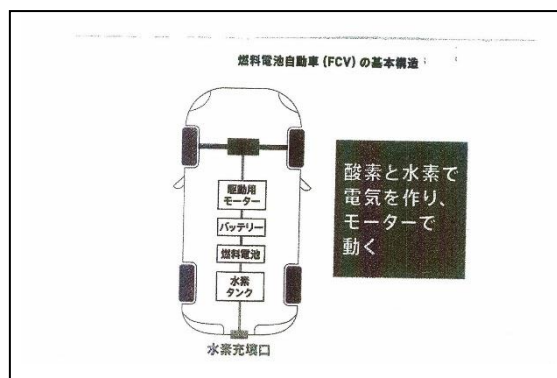 燃料電池自動車(FCV)の基本構造
駆動用
モーター
バッテリー
燃料電池
水素
タンク
水素充填口
酸素と水素で
電気を作り、
モーターで
動く